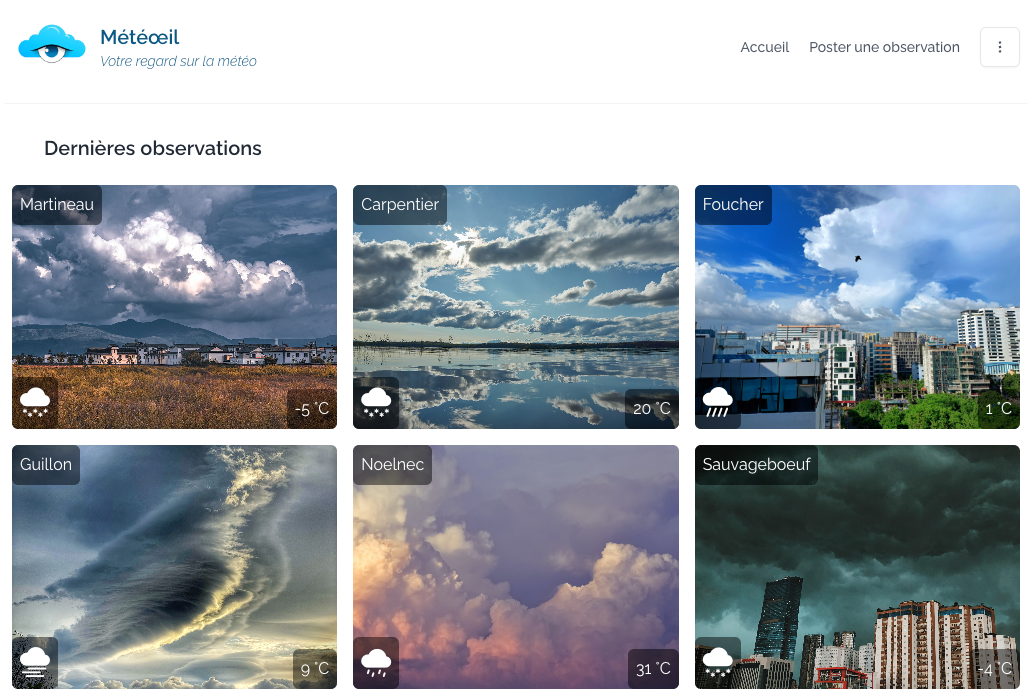 Météœil
Votre regard sur la météo
Accueil
Poster une observation
Dernières observations
Martineau
-5 °C
Carpentier
20 °C
Foucher
1 °C
Guillon
9 °C
Noelnec
31 °C
Sauvageboeuf
-4 °C